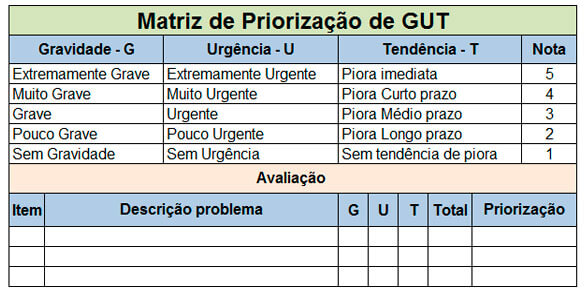 Matriz de Priorização de GUT
Gravidade - G Urgência - U Tendência - T Nota
Extremamente Grave Extremamente Urgente Piora imediata 5
Muito Grave Muito Urgente Piora Curto prazo 4
Grave Urgente Piora Médio prazo 3
Pouco Grave Pouco Urgente Piora Longo prazo 2
Sem Gravidade Sem Urgência Sem tendência de piora 1
Avaliação
Item Descrição problema G U T Total Priorização